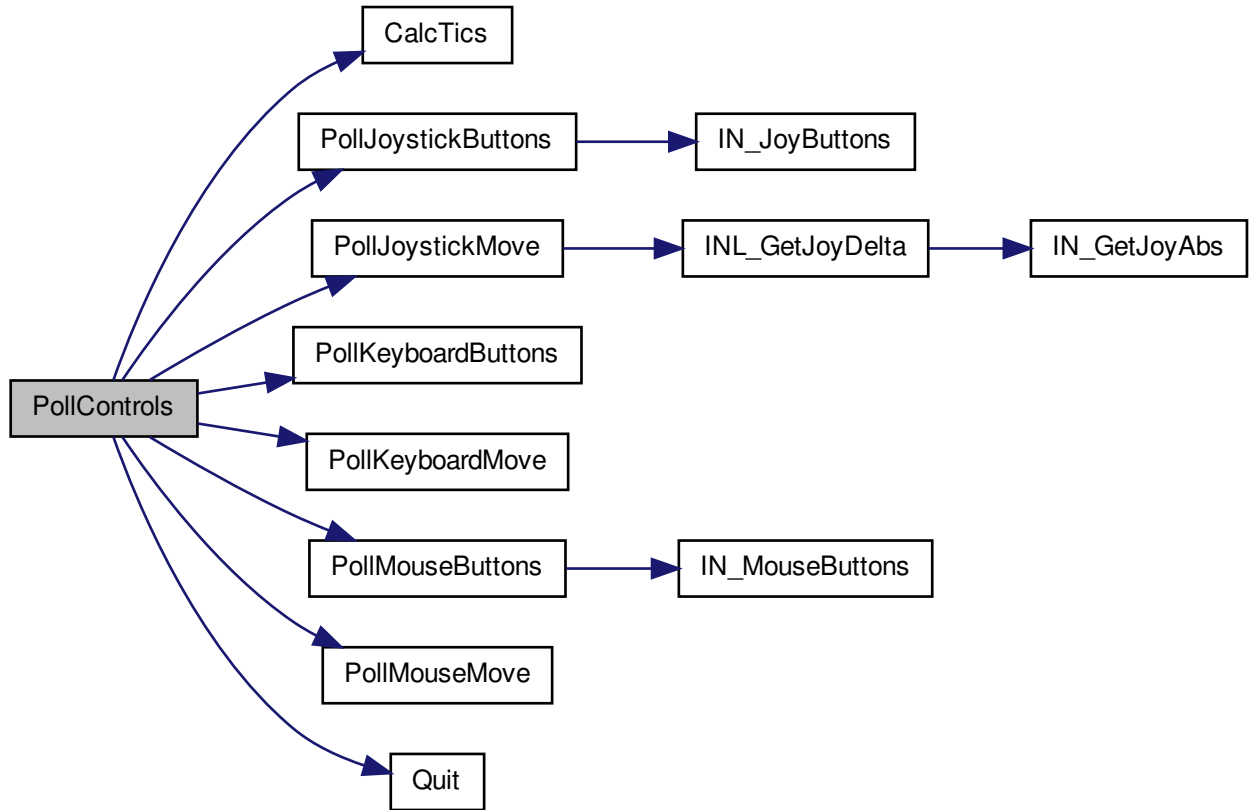 CalcTics
PollJoystickButtons
IN_JoyButtons
PollJoystickMove
INL_GetJoyDelta
IN_GetJoyAbs
PollKeyboardButtons
PollControls
PollKeyboardMove
PollMouseButtons
IN_MouseButtons
PollMouseMove
Quit